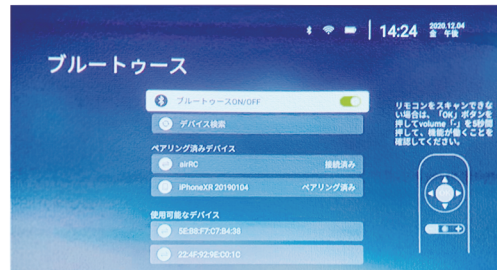 14:24 2020.12.04
金 午後
ブルートゥース
ブルートゥースON/OFF
デバイス検索
ペアリング済みデバイス
airRC 接続済み
iPhoneXR 20190104 ペアリング済み
使用可能なデバイス
5E:B8:F7:C7:B4:38
22:4F:92:9E:C0:1C
リモコンをスキャンできな
い場合は、「OK」ボタンを
押してvolume「-」を5秒間
押して、機能が働くことを
確認してください。